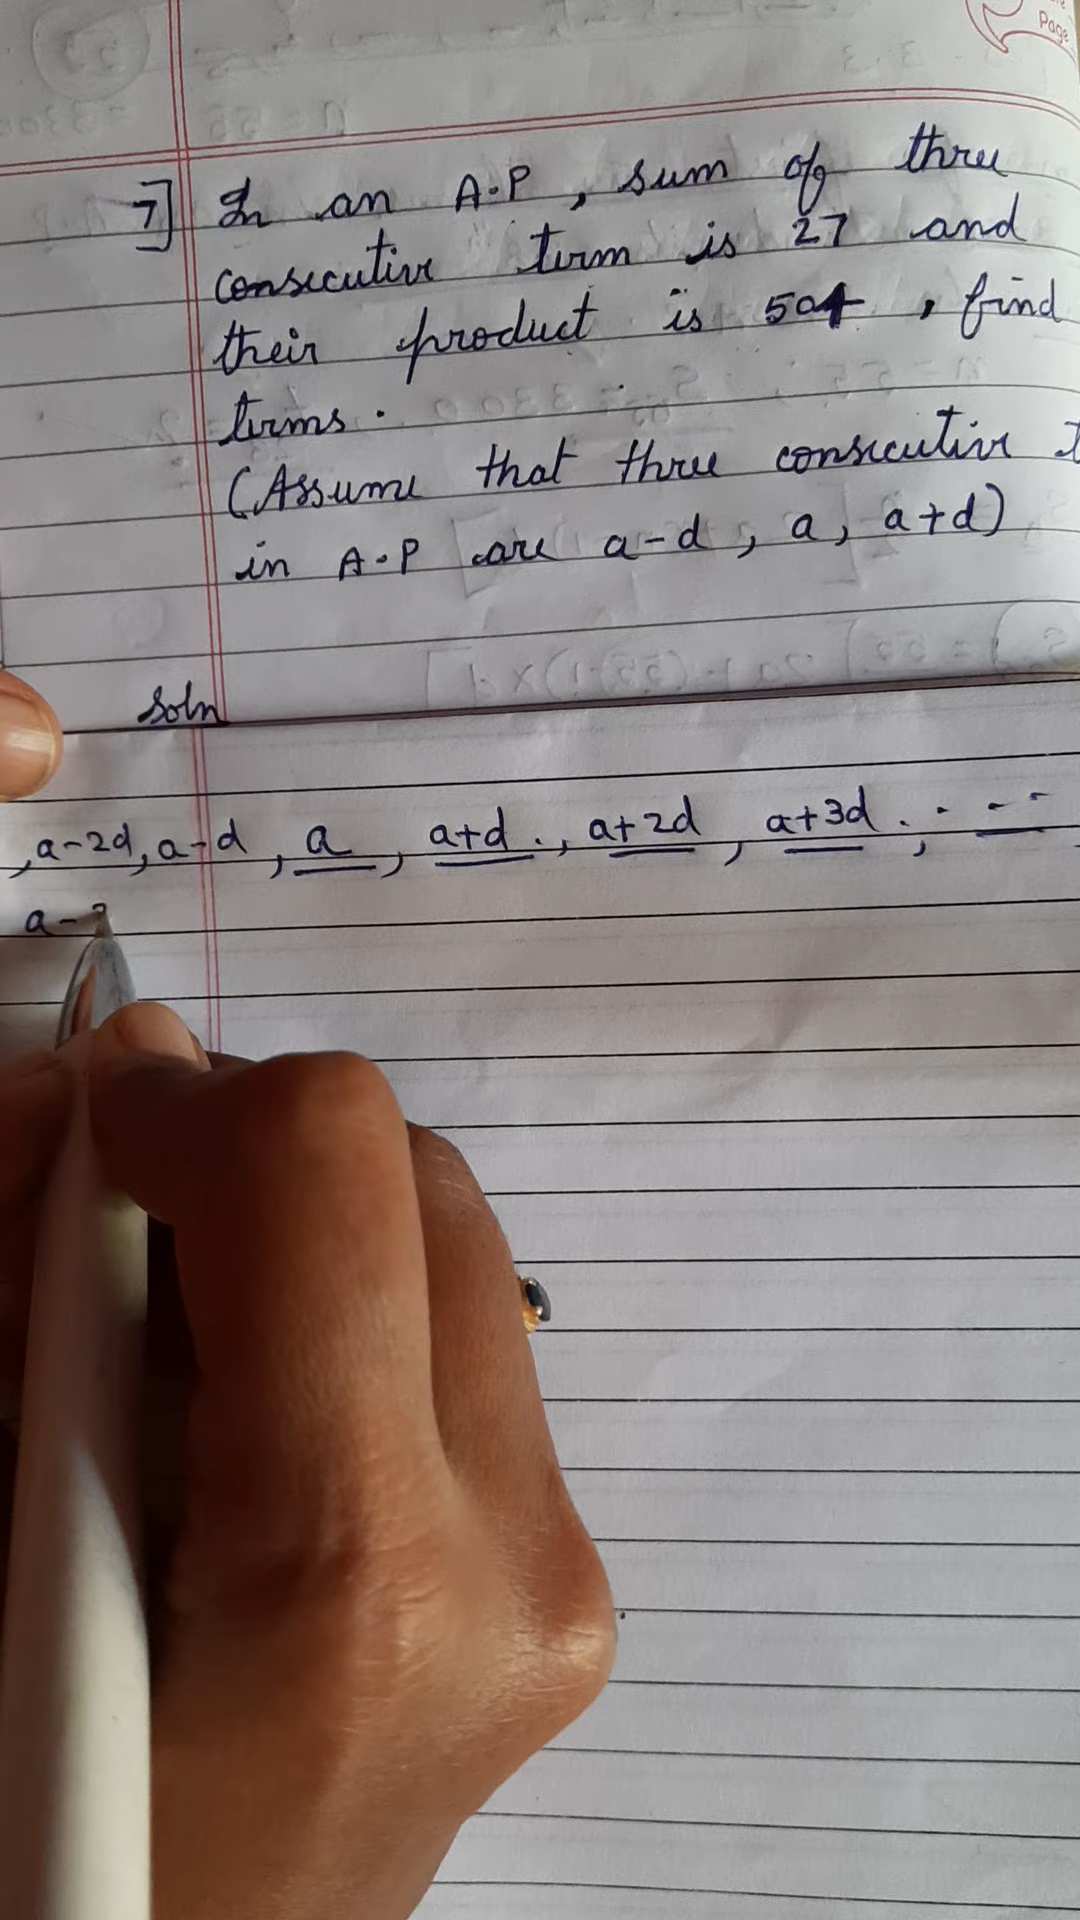 Page
7] In an A.P, sum of three
consecutive term is 27 and
their product is 504, find
terms.
(Assume that three consecutive t
in A.P are a-d, a, a+d)
Soln
, a-2d, a-d, a, a+d., a+2d, a+3d. . - -
a-